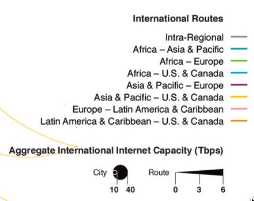 International Routes
Intra-Regional
Africa – Asia & Pacific
Africa – Europe
Africa – U.S. & Canada
Asia & Pacific – Europe
Asia & Pacific – U.S. & Canada
Europe – Latin America & Caribbean
Latin America & Caribbean – U.S. & Canada
Aggregate International Internet Capacity (Tbps)
City Route
10 40 0 3 6